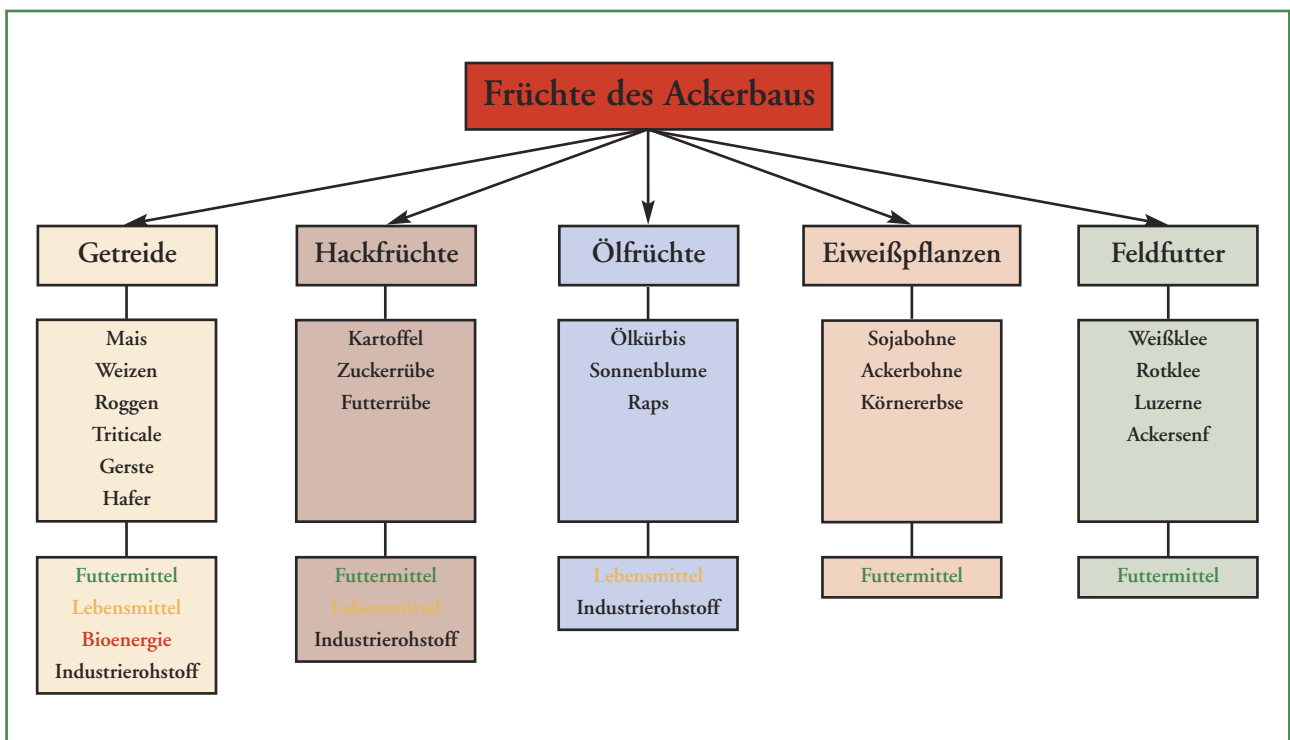 Früchte des Ackerbaus
Getreide
Mais
Weizen
Roggen
Triticale
Gerste
Hafer
Futtermittel
Lebensmittel
Bioenergie
Industrierohstoff
Hackfrüchte
Kartoffel
Zuckerrübe
Futterrübe
Futtermittel
Lebensmittel
Industrierohstoff
Ölfrüchte
Ölkürbis
Sonnenblume
Raps
Lebensmittel
Industrierohstoff
Eiweißpflanzen
Sojabohne
Ackerbohne
Körnererbse
Futtermittel
Feldfutter
Weißklee
Rotklee
Luzerne
Ackersenf
Futtermittel